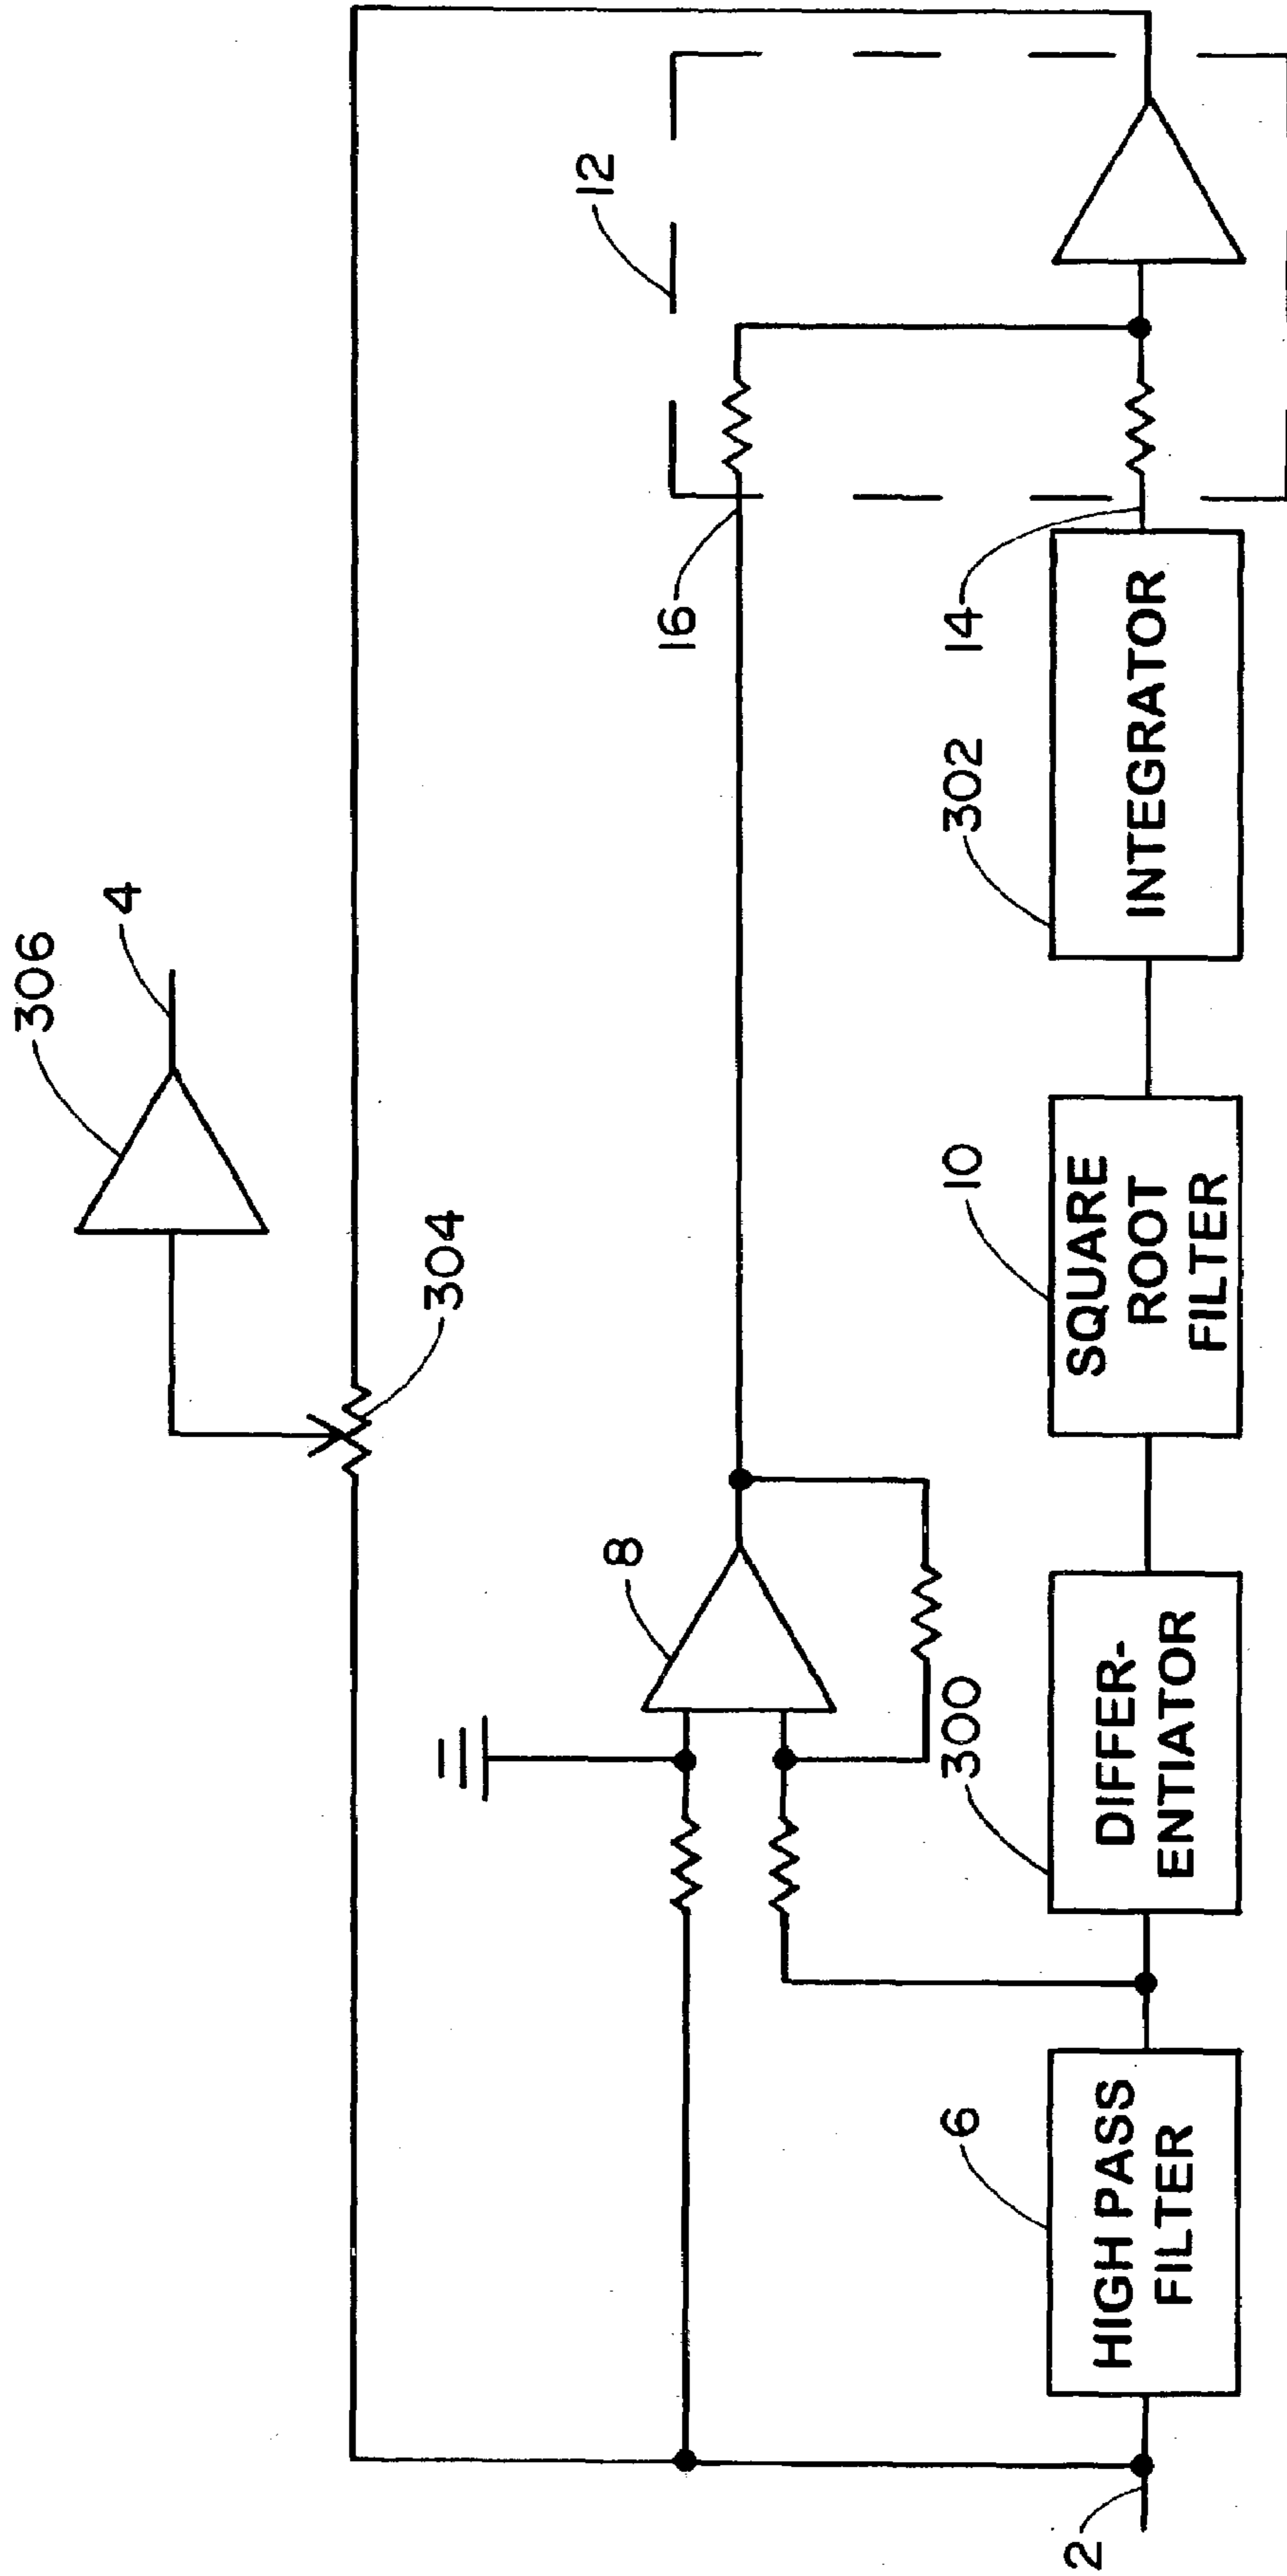 306
4
304
12
8
16
2
6
HIGH PASS
FILTER
300
DIFFER-
ENTIATOR
10
SQUARE
ROOT
FILTER
302
INTEGRATOR
14